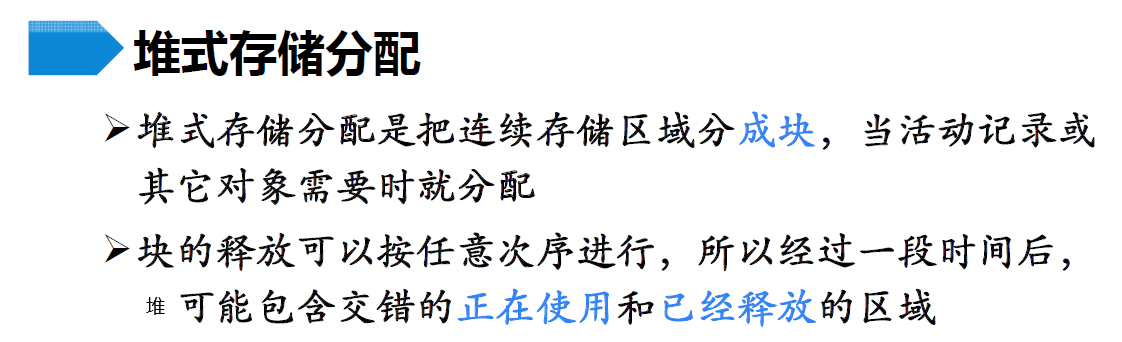 堆式存储分配
堆式存储分配是把连续存储区域分成块，当活动记录或
其它对象需要时就分配
块的释放可以按任意次序进行，所以经过一段时间后，
堆 可能包含交错的正在使用和已经释放的区域